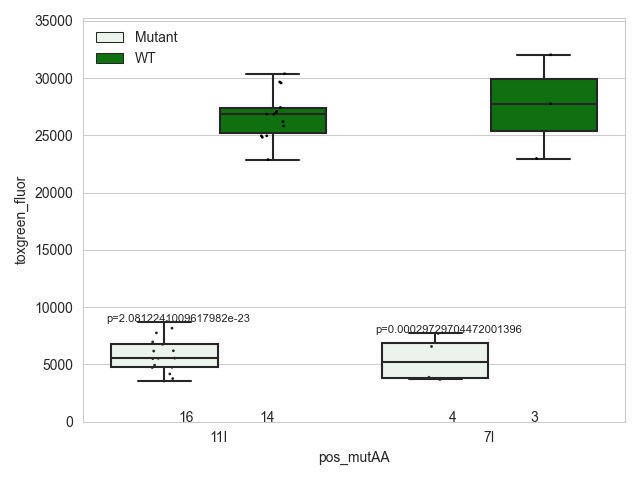 35000
Mutant
WT
30000
25000
20000
15000
10000
5000
0
toxgreen_fluor
p=2.0812241009617982e-23
p=0.00029729704472001396
16 14 4 3
11I 7I
pos_mutAA